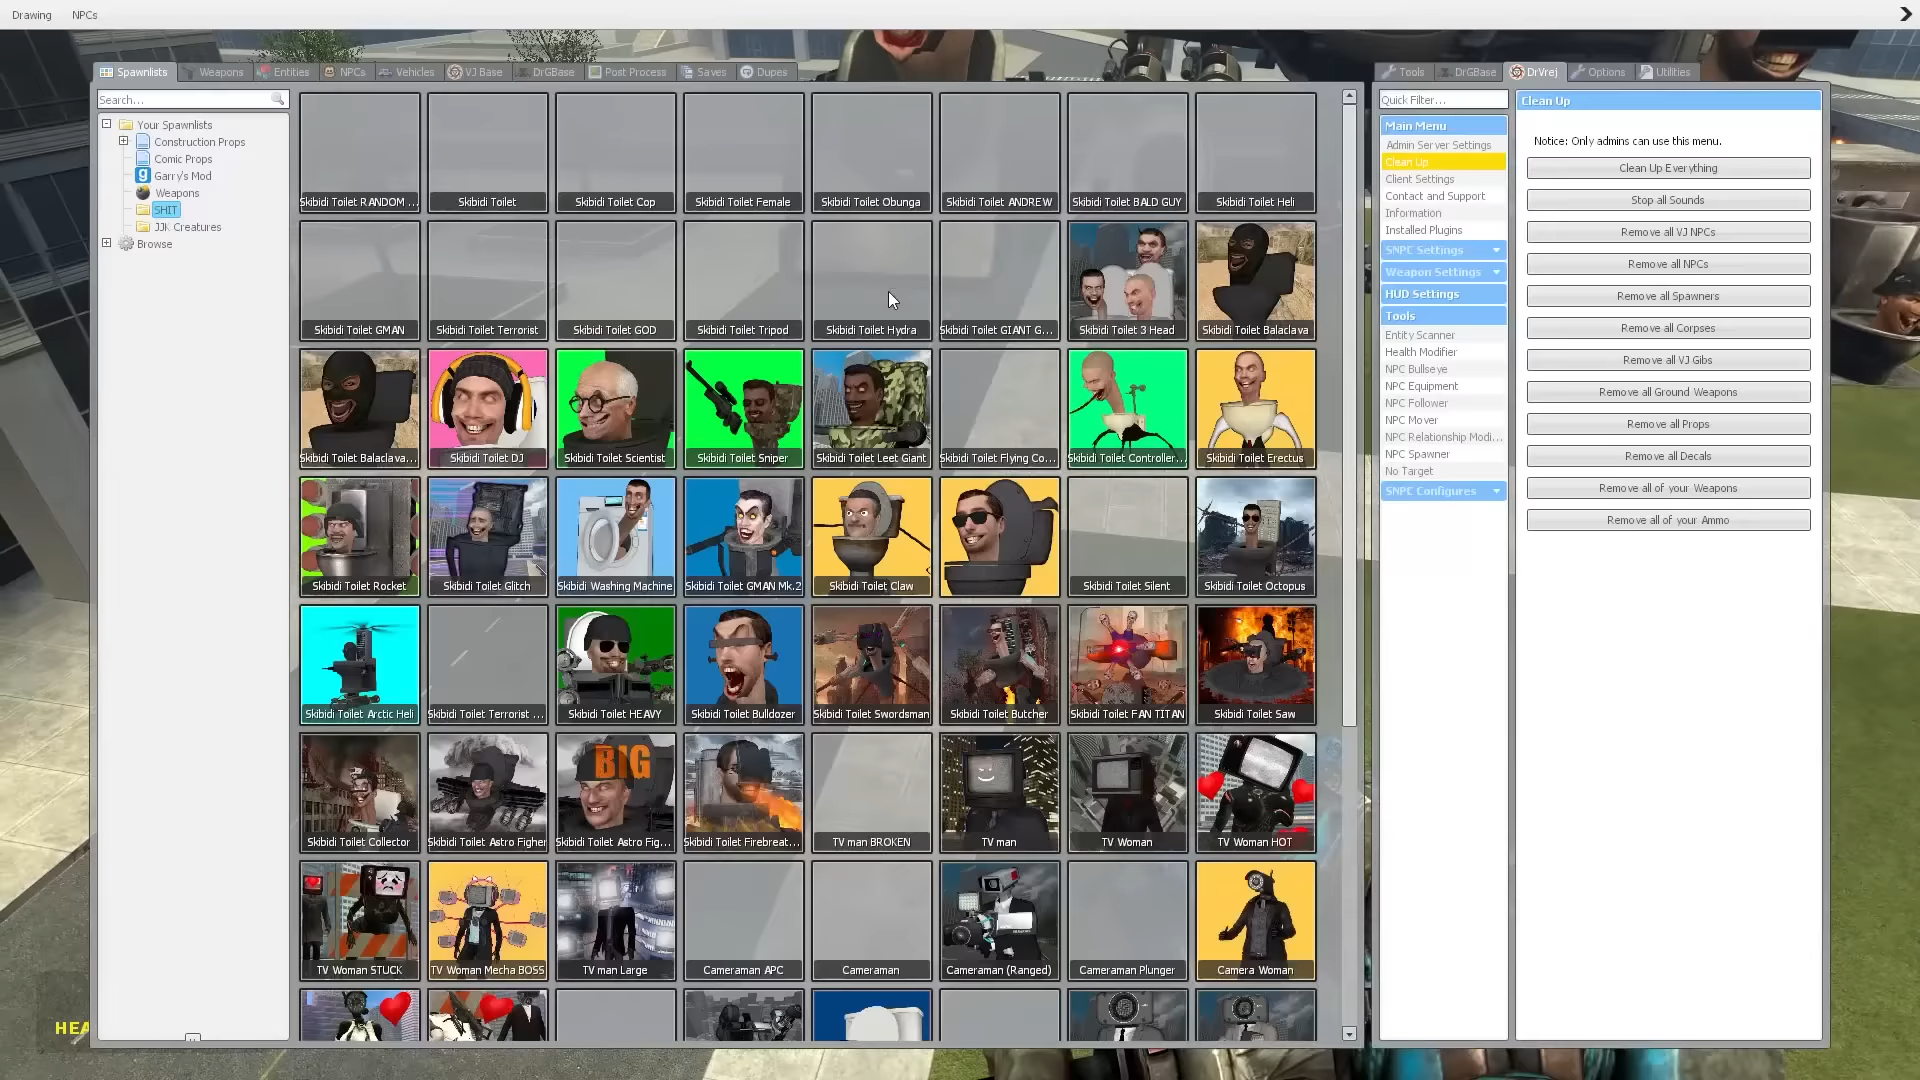 Drawing NPCs
Spawnlists Weapons Entities NPCs Vehicles VJ Base DrGBase Post Process Saves Dupes
Tools DrGBase DrVrej Options Utilities
Search...
Your Spawnlists
Construction Props
Comic Props
Garry's Mod
Weapons
SHIT
JJK Creatures
Browse
Skibidi Toilet RANDOM ... Skibidi Toilet Skibidi Toilet Cop Skibidi Toilet Female Skibidi Toilet Obunga Skibidi Toilet ANDREW Skibidi Toilet BALD GUY Skibidi Toilet Heli
Skibidi Toilet GMAN Skibidi Toilet Terrorist Skibidi Toilet GOD Skibidi Toilet Tripod Skibidi Toilet Hydra Skibidi Toilet GIANT G... Skibidi Toilet 3 Head Skibidi Toilet Balaclava
Skibidi Toilet Balaclava... Skibidi Toilet DJ Skibidi Toilet Scientist Skibidi Toilet Sniper Skibidi Toilet Leet Giant Skibidi Toilet Flying Co... Skibidi Toilet Controller... Skibidi Toilet Erectus
Skibidi Toilet Rocket Skibidi Toilet Glitch Skibidi Washing Machine Skibidi Toilet GMAN Mk.2 Skibidi Toilet Claw Skibidi Toilet Silent Skibidi Toilet Octopus
Skibidi Toilet Arctic Heli Skibidi Toilet Terrorist ... Skibidi Toilet HEAVY Skibidi Toilet Bulldozer Skibidi Toilet Swordsman Skibidi Toilet Butcher Skibidi Toilet FAN TITAN Skibidi Toilet Saw
BIG
Skibidi Toilet Collector Skibidi Toilet Astro Figher Skibidi Toilet Astro Fig... Skibidi Toilet Firebreat... TV man BROKEN TV man TV Woman TV Woman HOT
TV Woman STUCK TV Woman Mecha BOSS TV man Large Cameraman APC Cameraman Cameraman (Ranged) Cameraman Plunger Camera Woman
HEA
Quick Filter...
Main Menu
Admin Server Settings
Clean Up
Client Settings
Contact and Support
Information
Installed Plugins
SNPC Settings
Weapon Settings
HUD Settings
Tools
Entity Scanner
Health Modifier
NPC Bullseye
NPC Equipment
NPC Follower
NPC Mover
NPC Relationship Modi...
NPC Spawner
No Target
SNPC Configures
Clean Up
Notice: Only admins can use this menu.
Clean Up Everything
Stop all Sounds
Remove all VJ NPCs
Remove all NPCs
Remove all Spawners
Remove all Corpses
Remove all VJ Gibs
Remove all Ground Weapons
Remove all Props
Remove all Decals
Remove all of your Weapons
Remove all of your Ammo